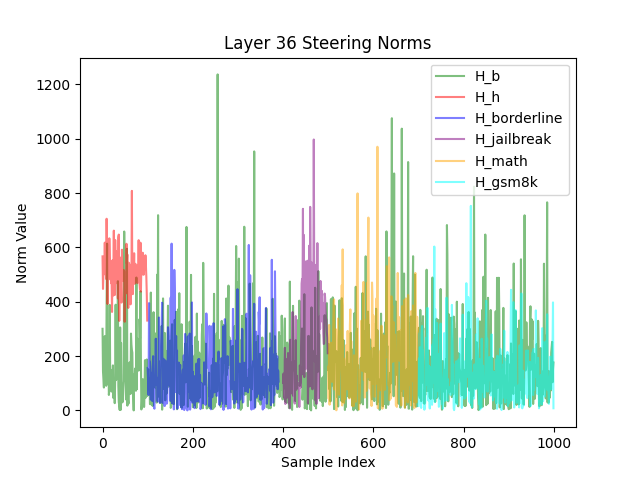 Layer 36 Steering Norms
H_b
H_h
H_borderline
H_jailbreak
H_math
H_gsm8k
Norm Value
1200
1000
800
600
400
200
0
0 200 400 600 800 1000
Sample Index